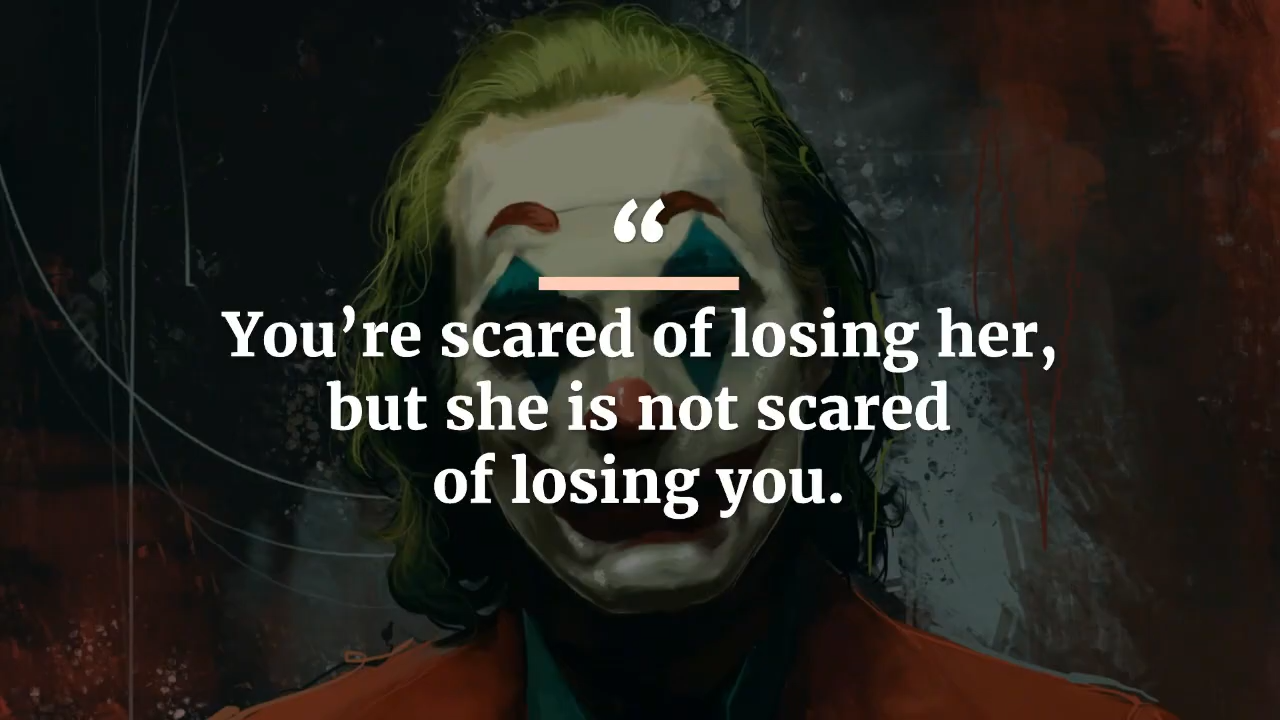 “
You’re scared of losing her,
but she is not scared
of losing you.